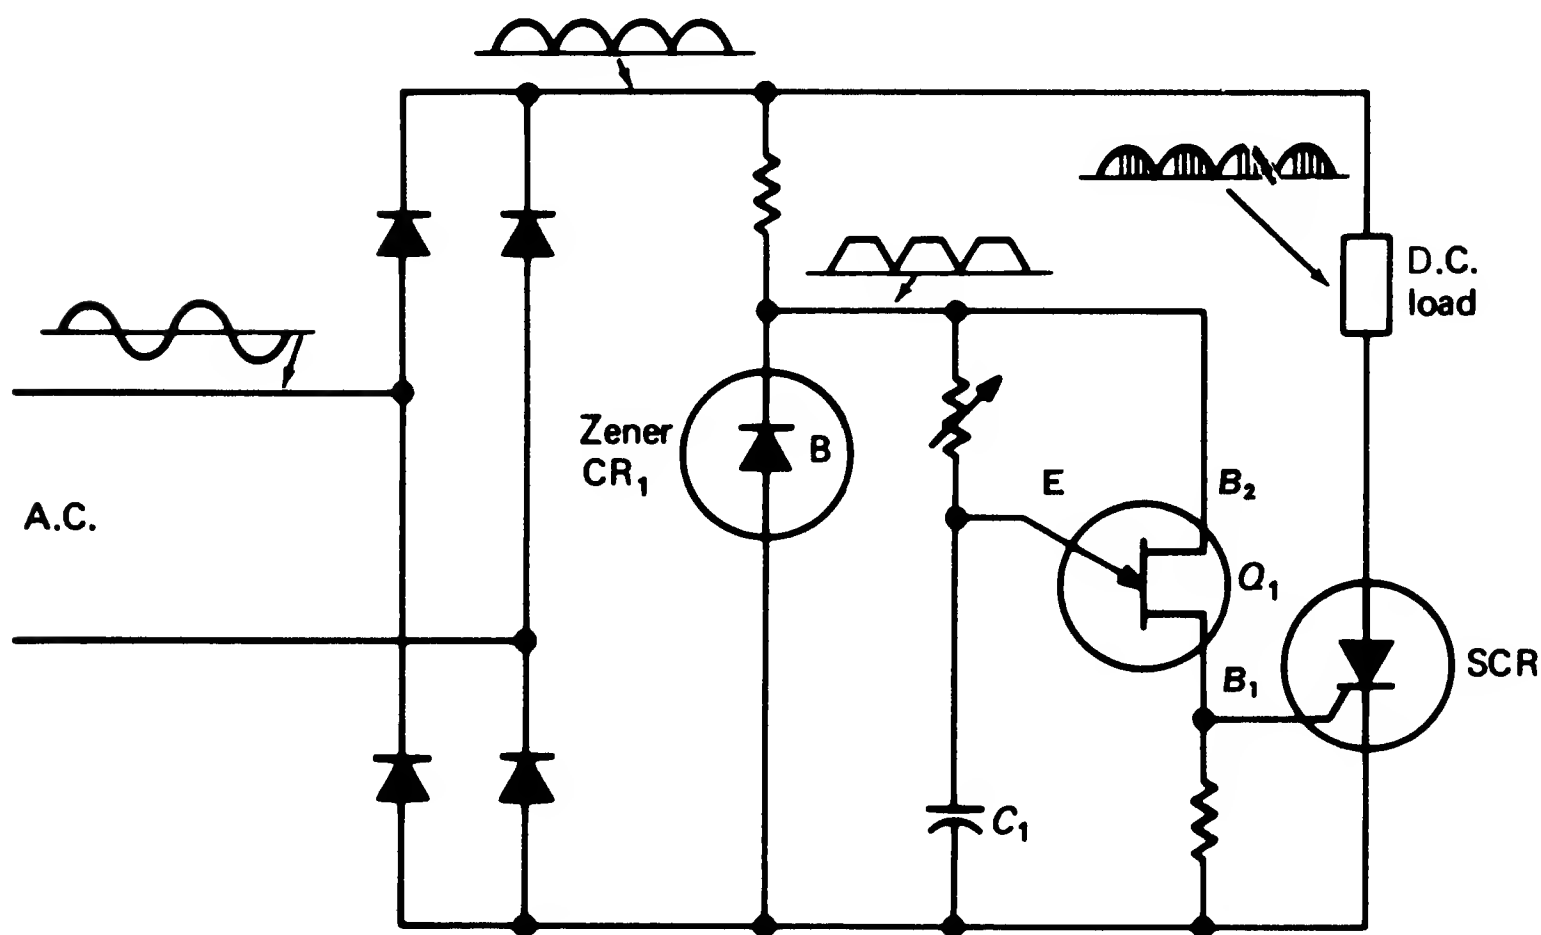 D.C.
load
Zener
CR₁
B
E
B₂
A.C.
Q₁
B₁
SCR
C₁